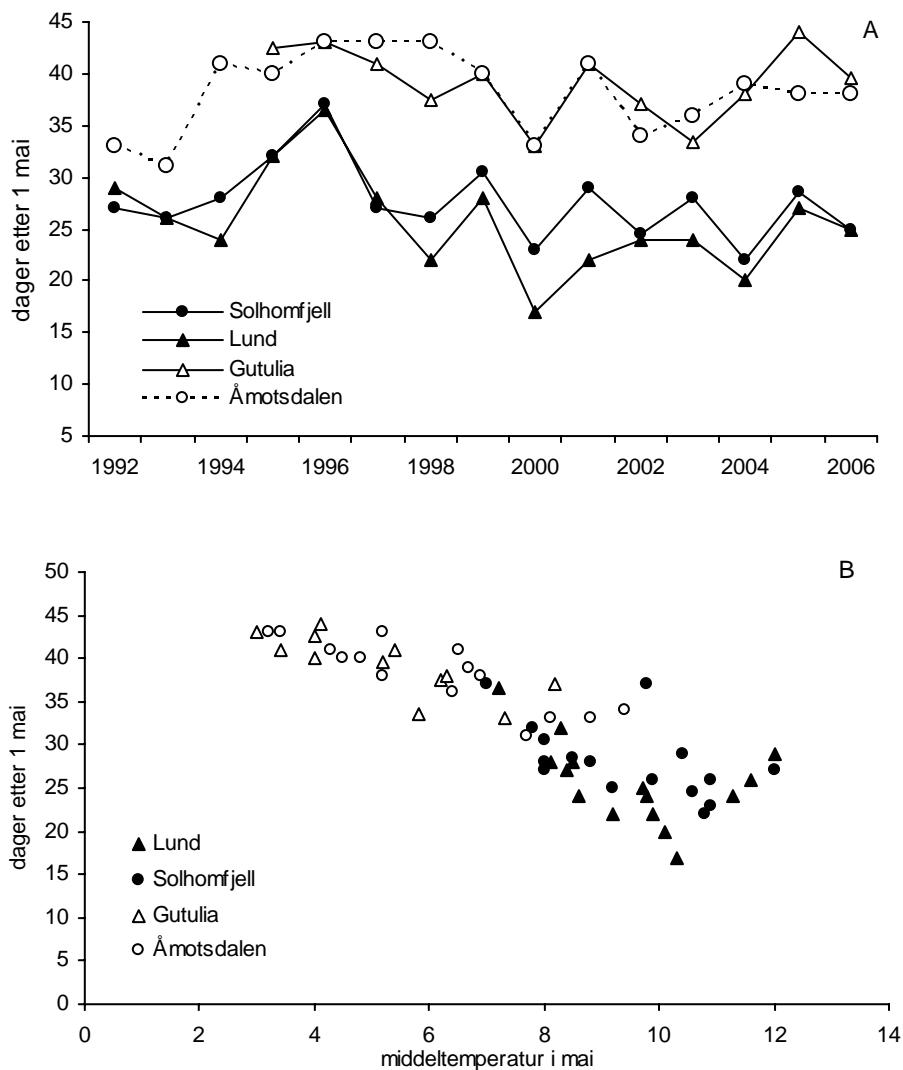 A
45
40
35
30
25
20
15
10
5
dager etter 1 mai
Solhomfjell
Lund
Gutulia
Åmotsdalen
1992 1994 1996 1998 2000 2002 2004 2006
B
50
45
40
35
30
25
20
15
10
5
0
dager etter 1 mai
Lund
Solhomfjell
Gutulia
Åmotsdalen
0 2 4 6 8 10 12 14
middeltemperatur i mai